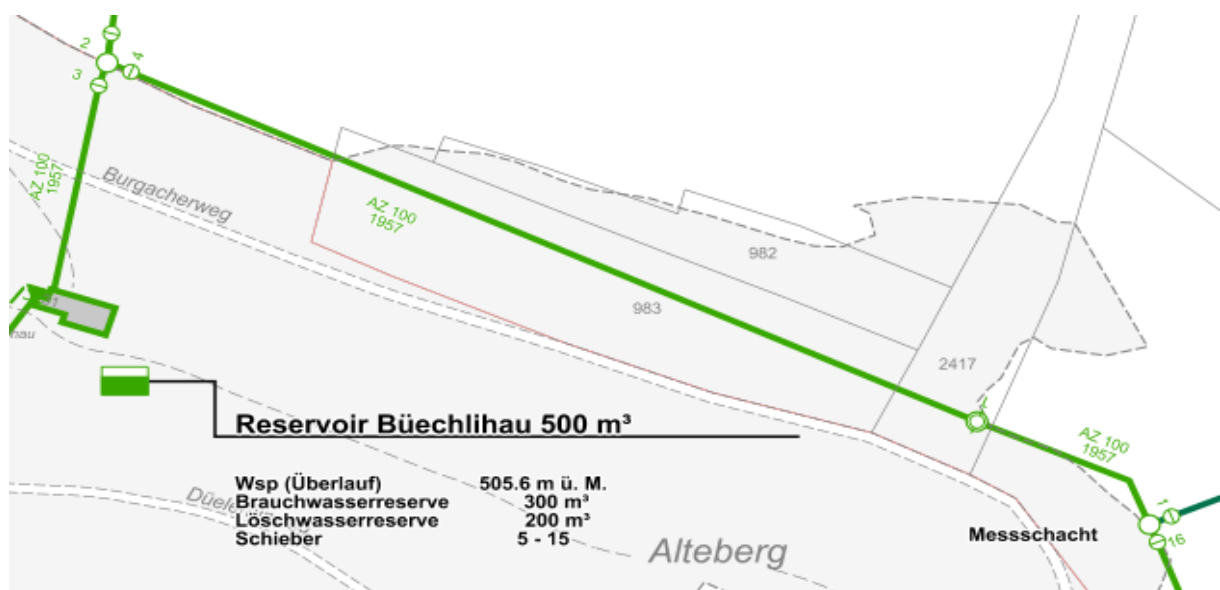 2
4
3
AZ 100
1957
Burgacherweg
AZ 100
1957
982
983
2417
1
AZ 100
1957
1
16
Reservoir Büechlihau 500 m³
Wsp (Überlauf) 505.6 m ü. M.
Brauchwasserreserve 300 m³
Löschwasserreserve 200 m³
Schieber 5 - 15
Alteberg
Messschacht